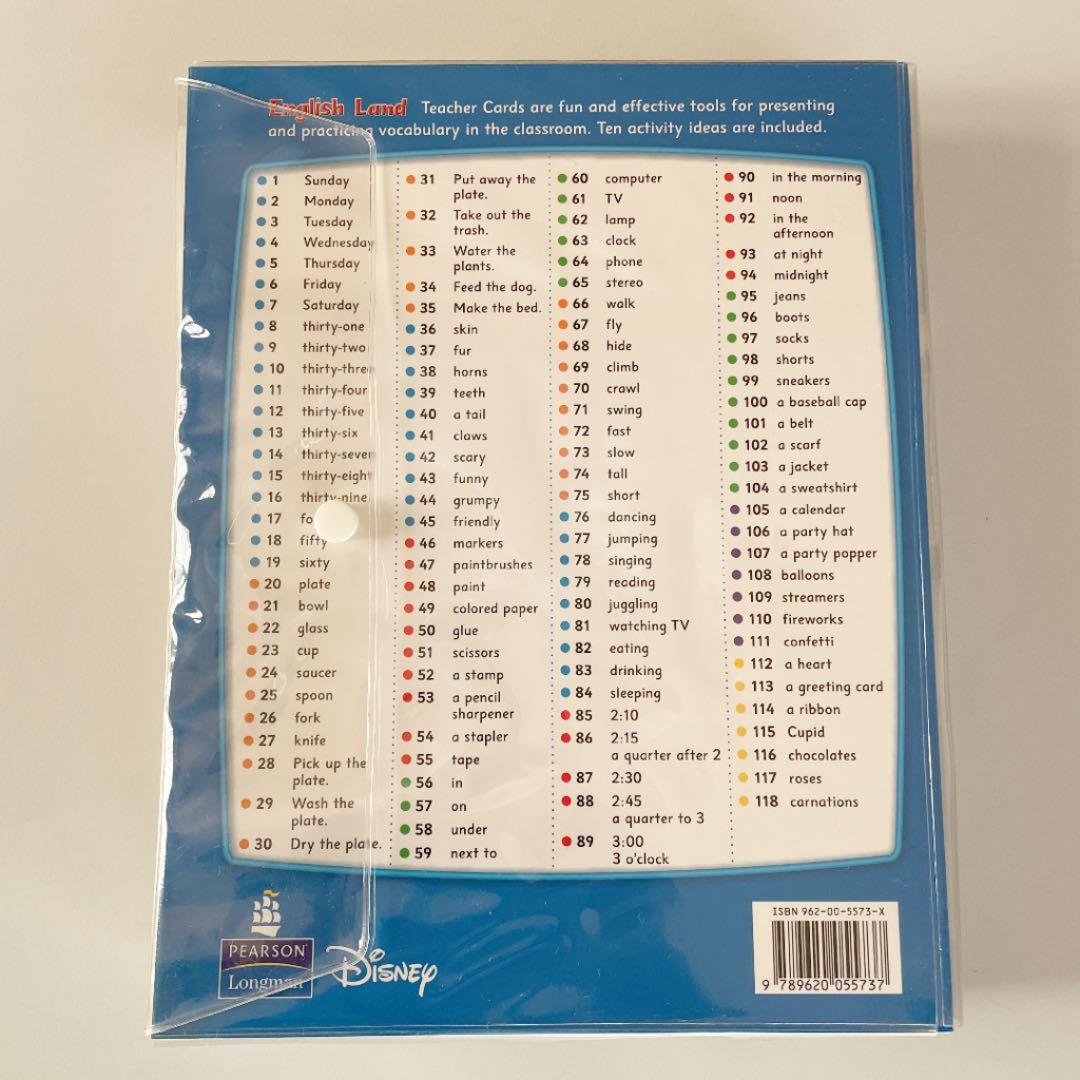 English Land Teacher Cards are fun and effective tools for presenting
and practicing vocabulary in the classroom. Ten activity ideas are included.
1 Sunday
2 Monday
3 Tuesday
4 Wednesday
5 Thursday
6 Friday
7 Saturday
8 thirty-one
9 thirty-two
10 thirty-three
11 thirty-four
12 thirty-five
13 thirty-six
14 thirty-seven
15 thirty-eight
16 thirty-nine
17 fo
18 fifty
19 sixty
20 plate
21 bowl
22 glass
23 cup
24 saucer
25 spoon
26 fork
27 knife
28 Pick up the
plate.
29 Wash the
plate.
30 Dry the plate.
31 Put away the
plate.
32 Take out the
trash.
33 Water the
plants.
34 Feed the dog.
35 Make the bed.
36 skin
37 fur
38 horns
39 teeth
40 a tail
41 claws
42 scary
43 funny
44 grumpy
45 friendly
46 markers
47 paintbrushes
48 paint
49 colored paper
50 glue
51 scissors
52 a stamp
53 a pencil
sharpener
54 a stapler
55 tape
56 in
57 on
58 under
59 next to
60 computer
61 TV
62 lamp
63 clock
64 phone
65 stereo
66 walk
67 fly
68 hide
69 climb
70 crawl
71 swing
72 fast
73 slow
74 tall
75 short
76 dancing
77 jumping
78 singing
79 reading
80 juggling
81 watching TV
82 eating
83 drinking
84 sleeping
85 2:10
86 2:15
a quarter after 2
87 2:30
88 2:45
a quarter to 3
89 3:00
3 o'clock
90 in the morning
91 noon
92 in the
afternoon
93 at night
94 midnight
95 jeans
96 boots
97 socks
98 shorts
99 sneakers
100 a baseball cap
101 a belt
102 a scarf
103 a jacket
104 a sweatshirt
105 a calendar
106 a party hat
107 a party popper
108 balloons
109 streamers
110 fireworks
111 confetti
112 a heart
113 a greeting card
114 a ribbon
115 Cupid
116 chocolates
117 roses
118 carnations
PEARSON
Longman
Disney
ISBN 962-00-5573-X
9 789620 055737